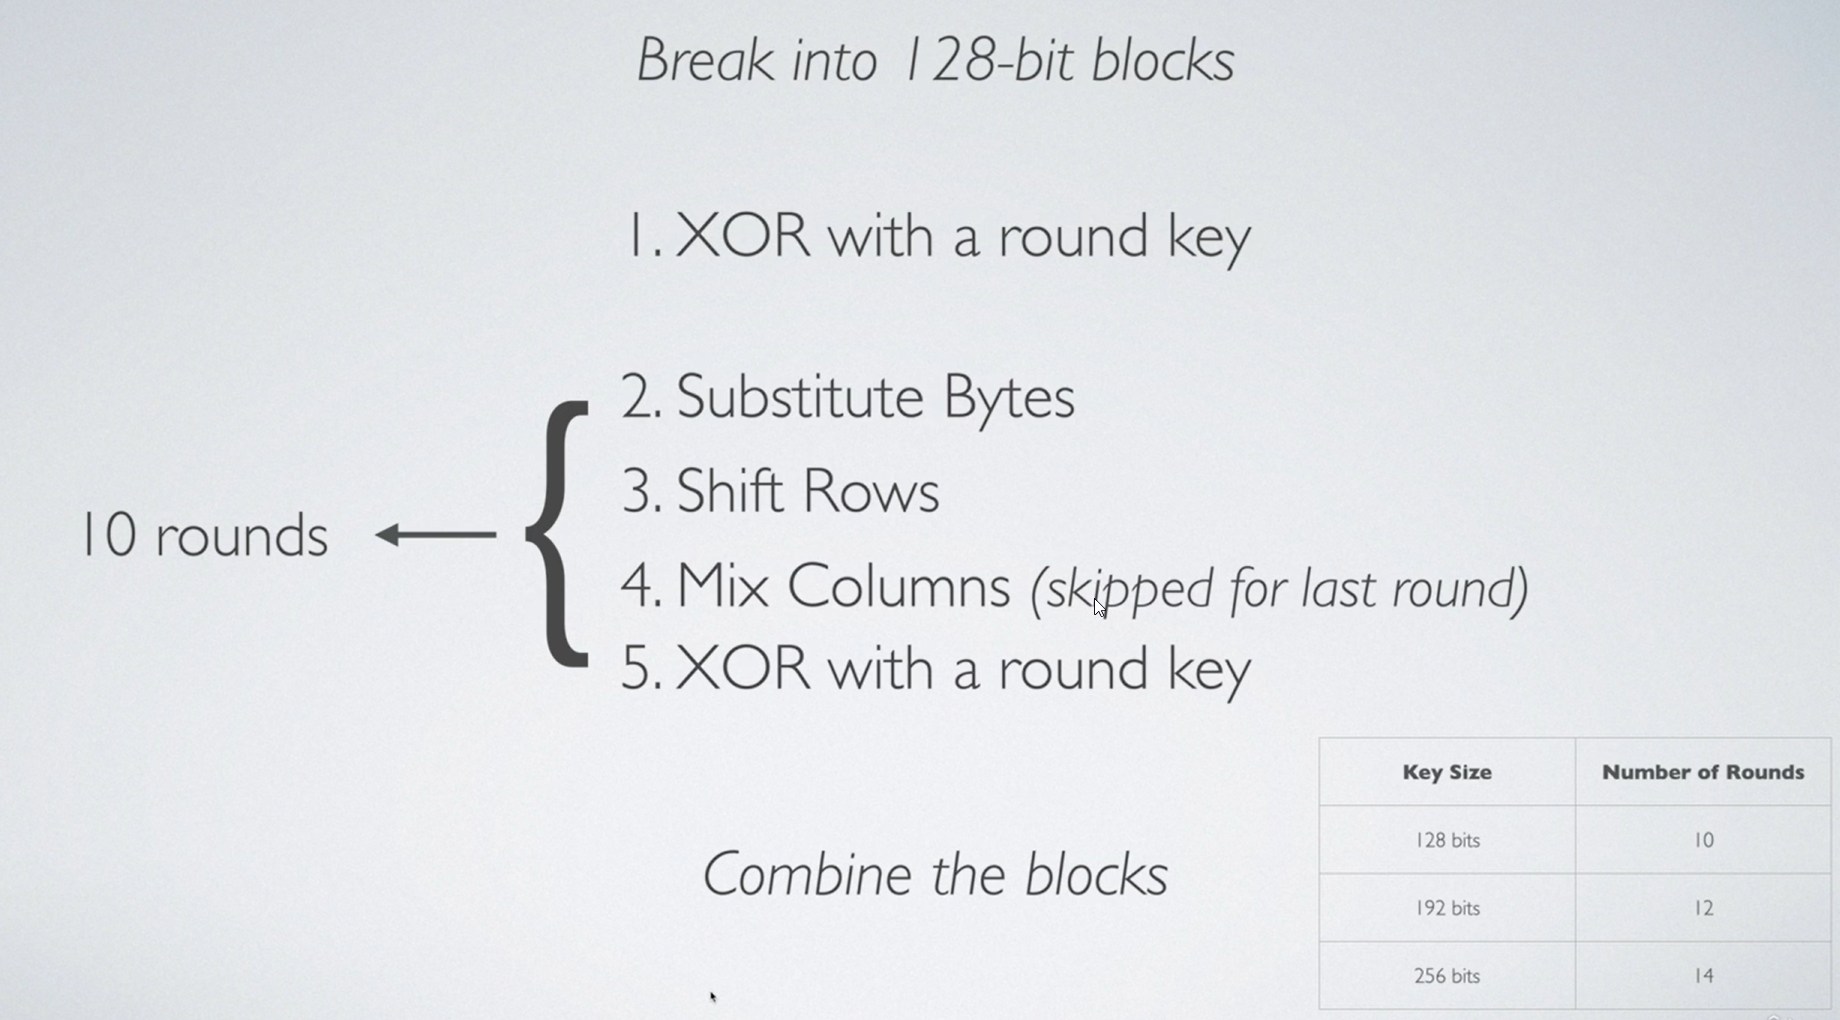 Break into 128-bit blocks
1. XOR with a round key
2. Substitute Bytes
3. Shift Rows
10 rounds
4. Mix Columns (skipped for last round)
5. XOR with a round key
Combine the blocks
Key Size Number of Rounds
128 bits 10
192 bits 12
256 bits 14